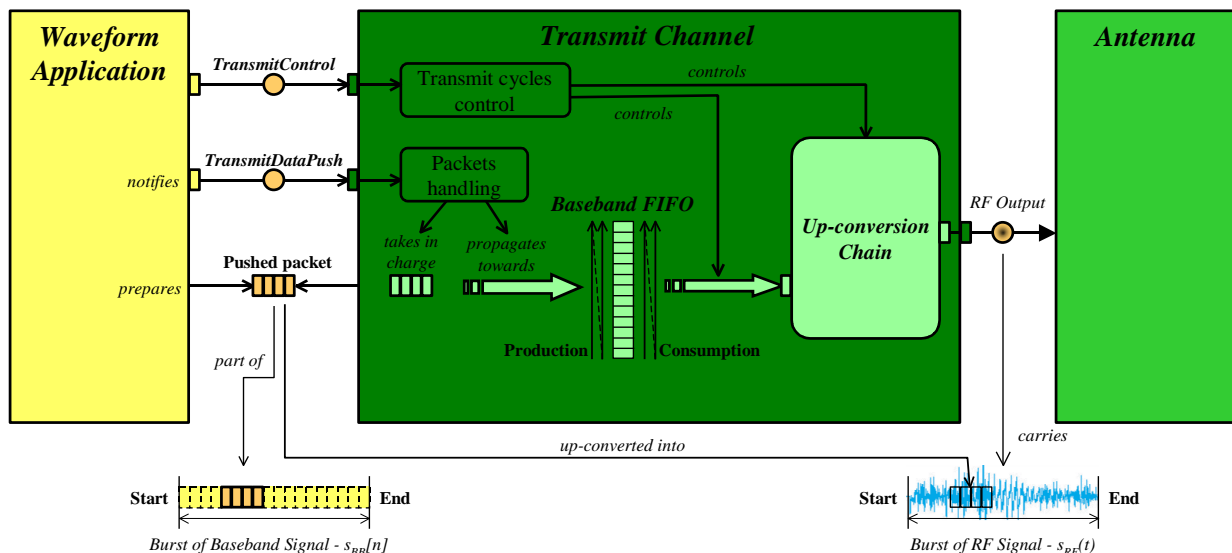 Waveform
Application
Transmit Channel
Antenna
TransmitControl
Transmit cycles
control
controls
controls
TransmitDataPush
notifies
Packets
handling
Baseband FIFO
RF Output
Up-conversion
Chain
takes in
charge
propagates
towards
Pushed packet
prepares
Production
Consumption
part of
up-converted into
carries
Start
End
Start
End
Burst of Baseband Signal - sBB[n]
Burst of RF Signal - sRF(t)